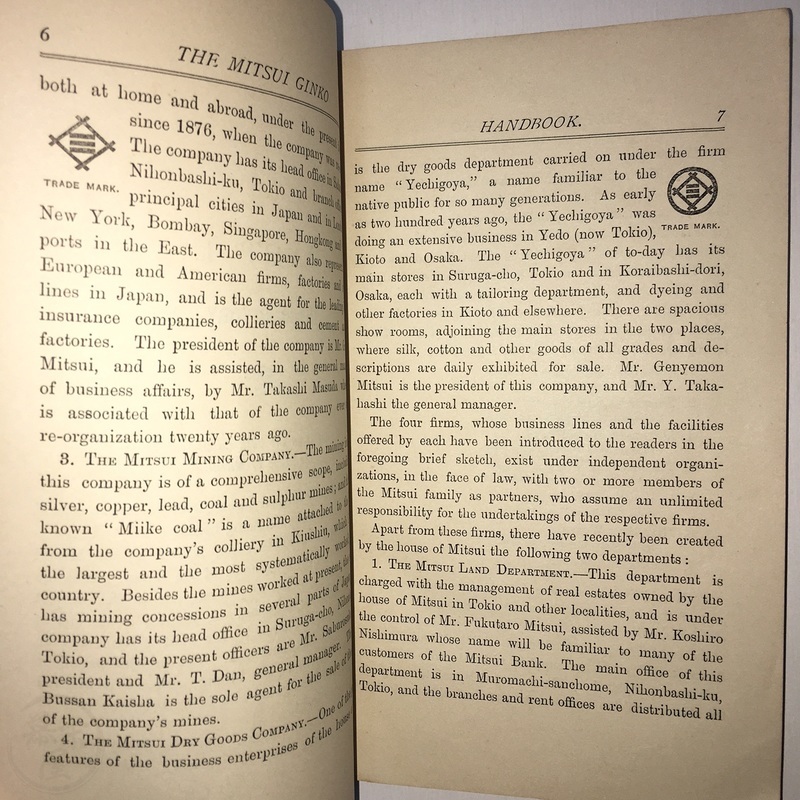 6
THE MITSUI GINKO
both at home and abroad, under the present
since 1876, when the company was
The company has its head office in
TRADE MARK.
Nihonbashi-ku, Tokio and branch
principal cities in Japan and in
New York, Bombay, Singapore, Hongkong and
ports in the East. The company also
European and American firms, factories and
lines in Japan, and is the agent for the leading
insurance companies, collieries and cement
factories. The president of the company is
Mitsui, and he is assisted, in the general
of business affairs, by Mr. Takashi Masuda
is associated with that of the company
re-organization twenty years ago.
3. THE MITSUI MINING COMPANY.—The mining
this company is of a comprehensive scope,
silver, copper, lead, coal and sulphur mines;
known “Miike coal” is a name attached to
from the company's colliery in Kiushiu, which
the largest and the most systematically
country. Besides the mines worked at present,
has mining concessions in several parts of
company has its head office in Suruga-cho,
Tokio, and the present officers are Mr.
president and Mr. T. Dan, general manager.
Bussan Kaisha is the sole agent for the sale of
of the company's mines.
4. THE MITSUI DRY GOODS COMPANY.—One of the
features of the business enterprises of the house
HANDBOOK.
7
is the dry goods department carried on under the firm
name “Yechigoya,” a name familiar to the
native public for so many generations. As early
as two hundred years ago, the “Yechigoya” was
TRADE MARK.
doing an extensive business in Yedo (now Tokio),
Kioto and Osaka. The “Yechigoya” of to-day has its
main stores in Suruga-cho, Tokio and in Koraibashi-dori,
Osaka, each with a tailoring department, and dyeing and
other factories in Kioto and elsewhere. There are spacious
show rooms, adjoining the main stores in the two places,
where silk, cotton and other goods of all grades and de-
scriptions are daily exhibited for sale. Mr. Genyemon
Mitsui is the president of this company, and Mr. Y. Taka-
hashi the general manager.
The four firms, whose business lines and the facilities
offered by each have been introduced to the readers in the
foregoing brief sketch, exist under independent organi-
zations, in the face of law, with two or more members of
the Mitsui family as partners, who assume an unlimited
responsibility for the undertakings of the respective firms.
Apart from these firms, there have recently been created
by the house of Mitsui the following two departments:
1. THE MITSUI LAND DEPARTMENT.—This department is
charged with the management of real estates owned by the
house of Mitsui in Tokio and other localities, and is under
the control of Mr. Fukutaro Mitsui, assisted by Mr. Koshiro
Nishimura whose name will be familiar to many of the
customers of the Mitsui Bank. The main office of this
department is in Muromachi-sanchome, Nihonbashi-ku,
Tokio, and the branches and rent offices are distributed all